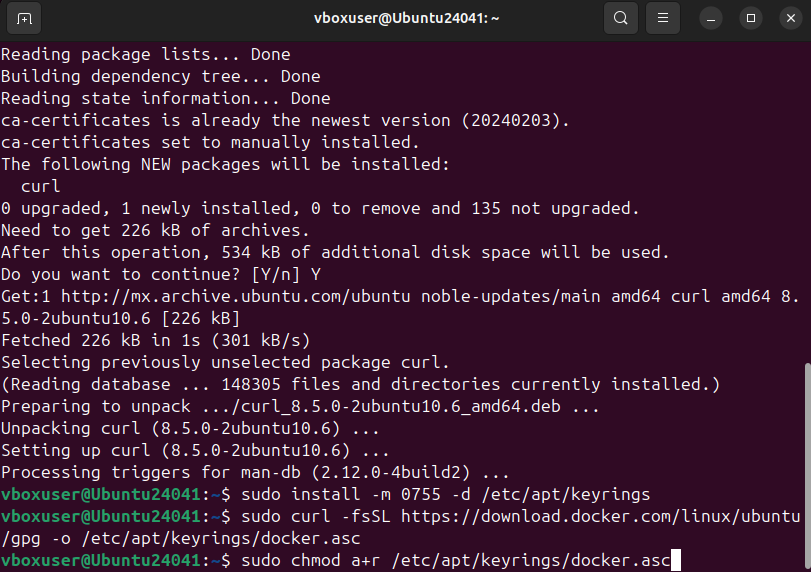 vboxuser@Ubuntu24041: ~
Reading package lists... Done
Building dependency tree... Done
Reading state information... Done
ca-certificates is already the newest version (20240203).
ca-certificates set to manually installed.
The following NEW packages will be installed:
  curl
0 upgraded, 1 newly installed, 0 to remove and 135 not upgraded.
Need to get 226 kB of archives.
After this operation, 534 kB of additional disk space will be used.
Do you want to continue? [Y/n] Y
Get:1 http://mx.archive.ubuntu.com/ubuntu noble-updates/main amd64 curl amd64 8.
5.0-2ubuntu10.6 [226 kB]
Fetched 226 kB in 1s (301 kB/s)
Selecting previously unselected package curl.
(Reading database ... 148305 files and directories currently installed.)
Preparing to unpack .../curl_8.5.0-2ubuntu10.6_amd64.deb ...
Unpacking curl (8.5.0-2ubuntu10.6) ...
Setting up curl (8.5.0-2ubuntu10.6) ...
Processing triggers for man-db (2.12.0-4build2) ...
vboxuser@Ubuntu24041:~$ sudo install -m 0755 -d /etc/apt/keyrings
vboxuser@Ubuntu24041:~$ sudo curl -fsSL https://download.docker.com/linux/ubuntu
/gpg -o /etc/apt/keyrings/docker.asc
vboxuser@Ubuntu24041:~$ sudo chmod a+r /etc/apt/keyrings/docker.asc